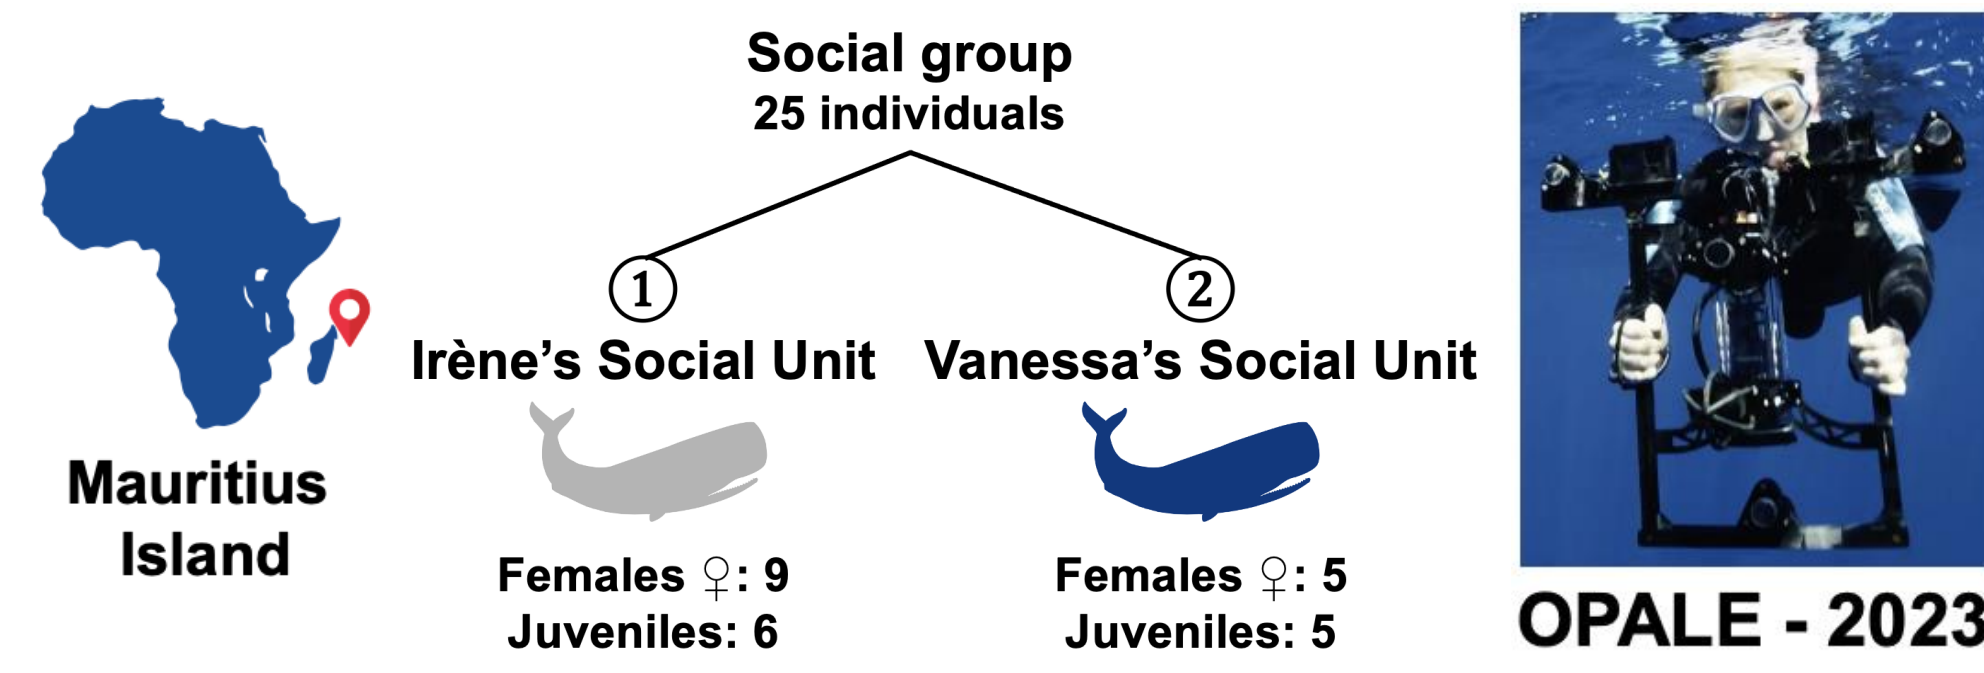 Social group
25 individuals
1
2
Irène’s Social Unit
Vanessa’s Social Unit
Mauritius
Island
Females ♀: 9
Juveniles: 6
Females ♀: 5
Juveniles: 5
OPALE - 2023